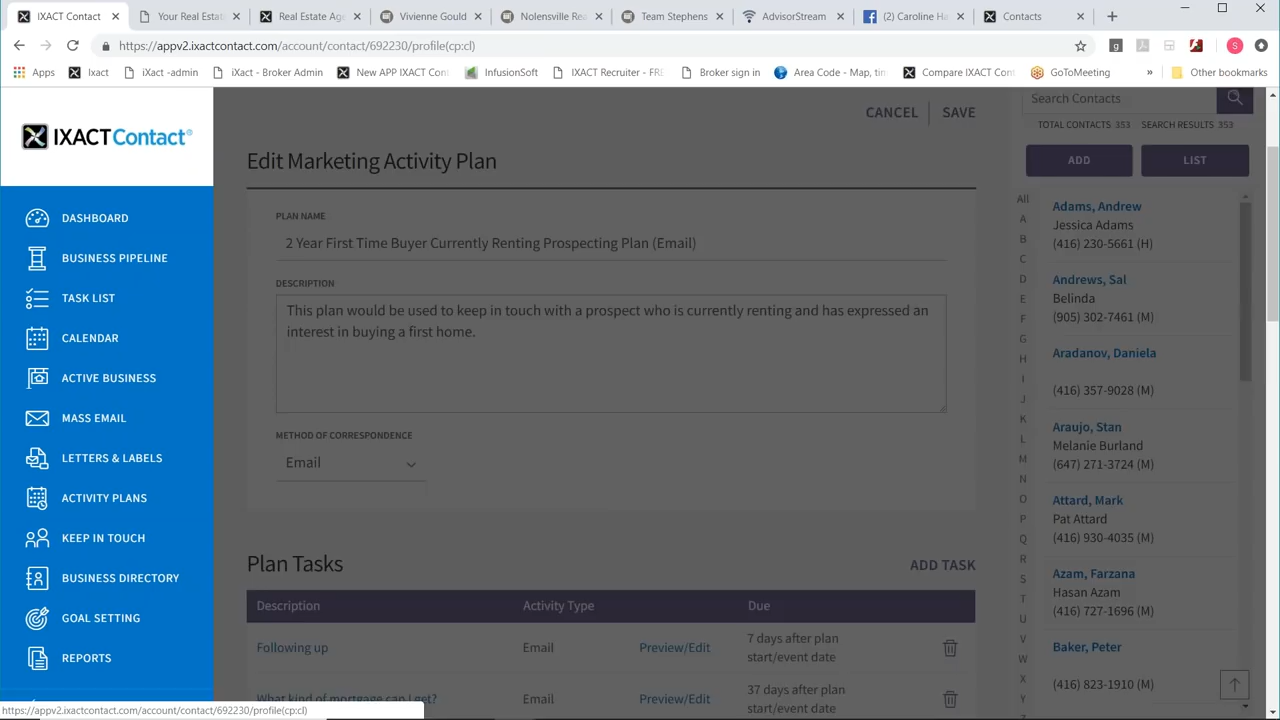 IXACT Contact
Your Real Estat
Real Estate Age
Vivienne Gould
Nolensville Rea
Team Stephens
AdvisorStream
(2) Caroline Ha
Contacts
https://appv2.ixactcontact.com/account/contact/692230/profile(cp:cl)
Apps
Ixact
iXact -admin
iXact - Broker Admin
New APP IXACT Con
InfusionSoft
IXACT Recruiter - FRE
Broker sign in
Area Code - Map, tim
Compare IXACT Con
GoToMeeting
»
Other bookmarks
IXACTContact®
DASHBOARD
BUSINESS PIPELINE
TASK LIST
CALENDAR
ACTIVE BUSINESS
MASS EMAIL
LETTERS & LABELS
ACTIVITY PLANS
KEEP IN TOUCH
BUSINESS DIRECTORY
GOAL SETTING
REPORTS
CANCEL
SAVE
Edit Marketing Activity Plan
PLAN NAME
2 Year First Time Buyer Currently Renting Prospecting Plan (Email)
DESCRIPTION
This plan would be used to keep in touch with a prospect who is currently renting and has expressed an
interest in buying a first home.
METHOD OF CORRESPONDENCE
Email
Plan Tasks
ADD TASK
Description Activity Type Due
Following up Email Preview/Edit 7 days after plan
start/event date
What kind of mortgage can I get? Email Preview/Edit 37 days after plan
start/event date
Search Contacts
TOTAL CONTACTS 353 SEARCH RESULTS 353
ADD
LIST
All
A
B
C
D
E
F
G
H
I
J
K
L
M
N
O
P
Q
R
S
T
U
V
W
X
Y
Adams, Andrew
Jessica Adams
(416) 230-5661 (H)
Andrews, Sal
Belinda
(905) 302-7461 (M)
Aradanov, Daniela
(416) 357-9028 (M)
Araujo, Stan
Melanie Burland
(647) 271-3724 (M)
Attard, Mark
Pat Attard
(416) 930-4035 (M)
Azam, Farzana
Hasan Azam
(416) 727-1696 (M)
Baker, Peter
(416) 823-1910 (M)
https://appv2.ixactcontact.com/account/contact/692230/profile(cp:cl)